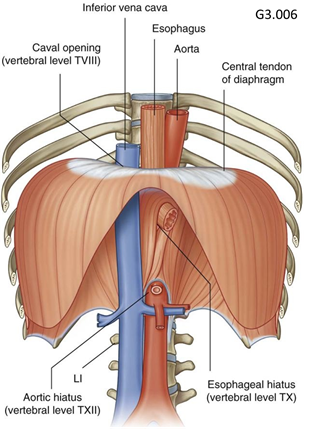 G3.006
Inferior vena cava
Esophagus
Caval opening
(vertebral level TVIII)
Aorta
Central tendon
of diaphragm
LI
Aortic hiatus
(vertebral level TXII)
Esophageal hiatus
(vertebral level TX)